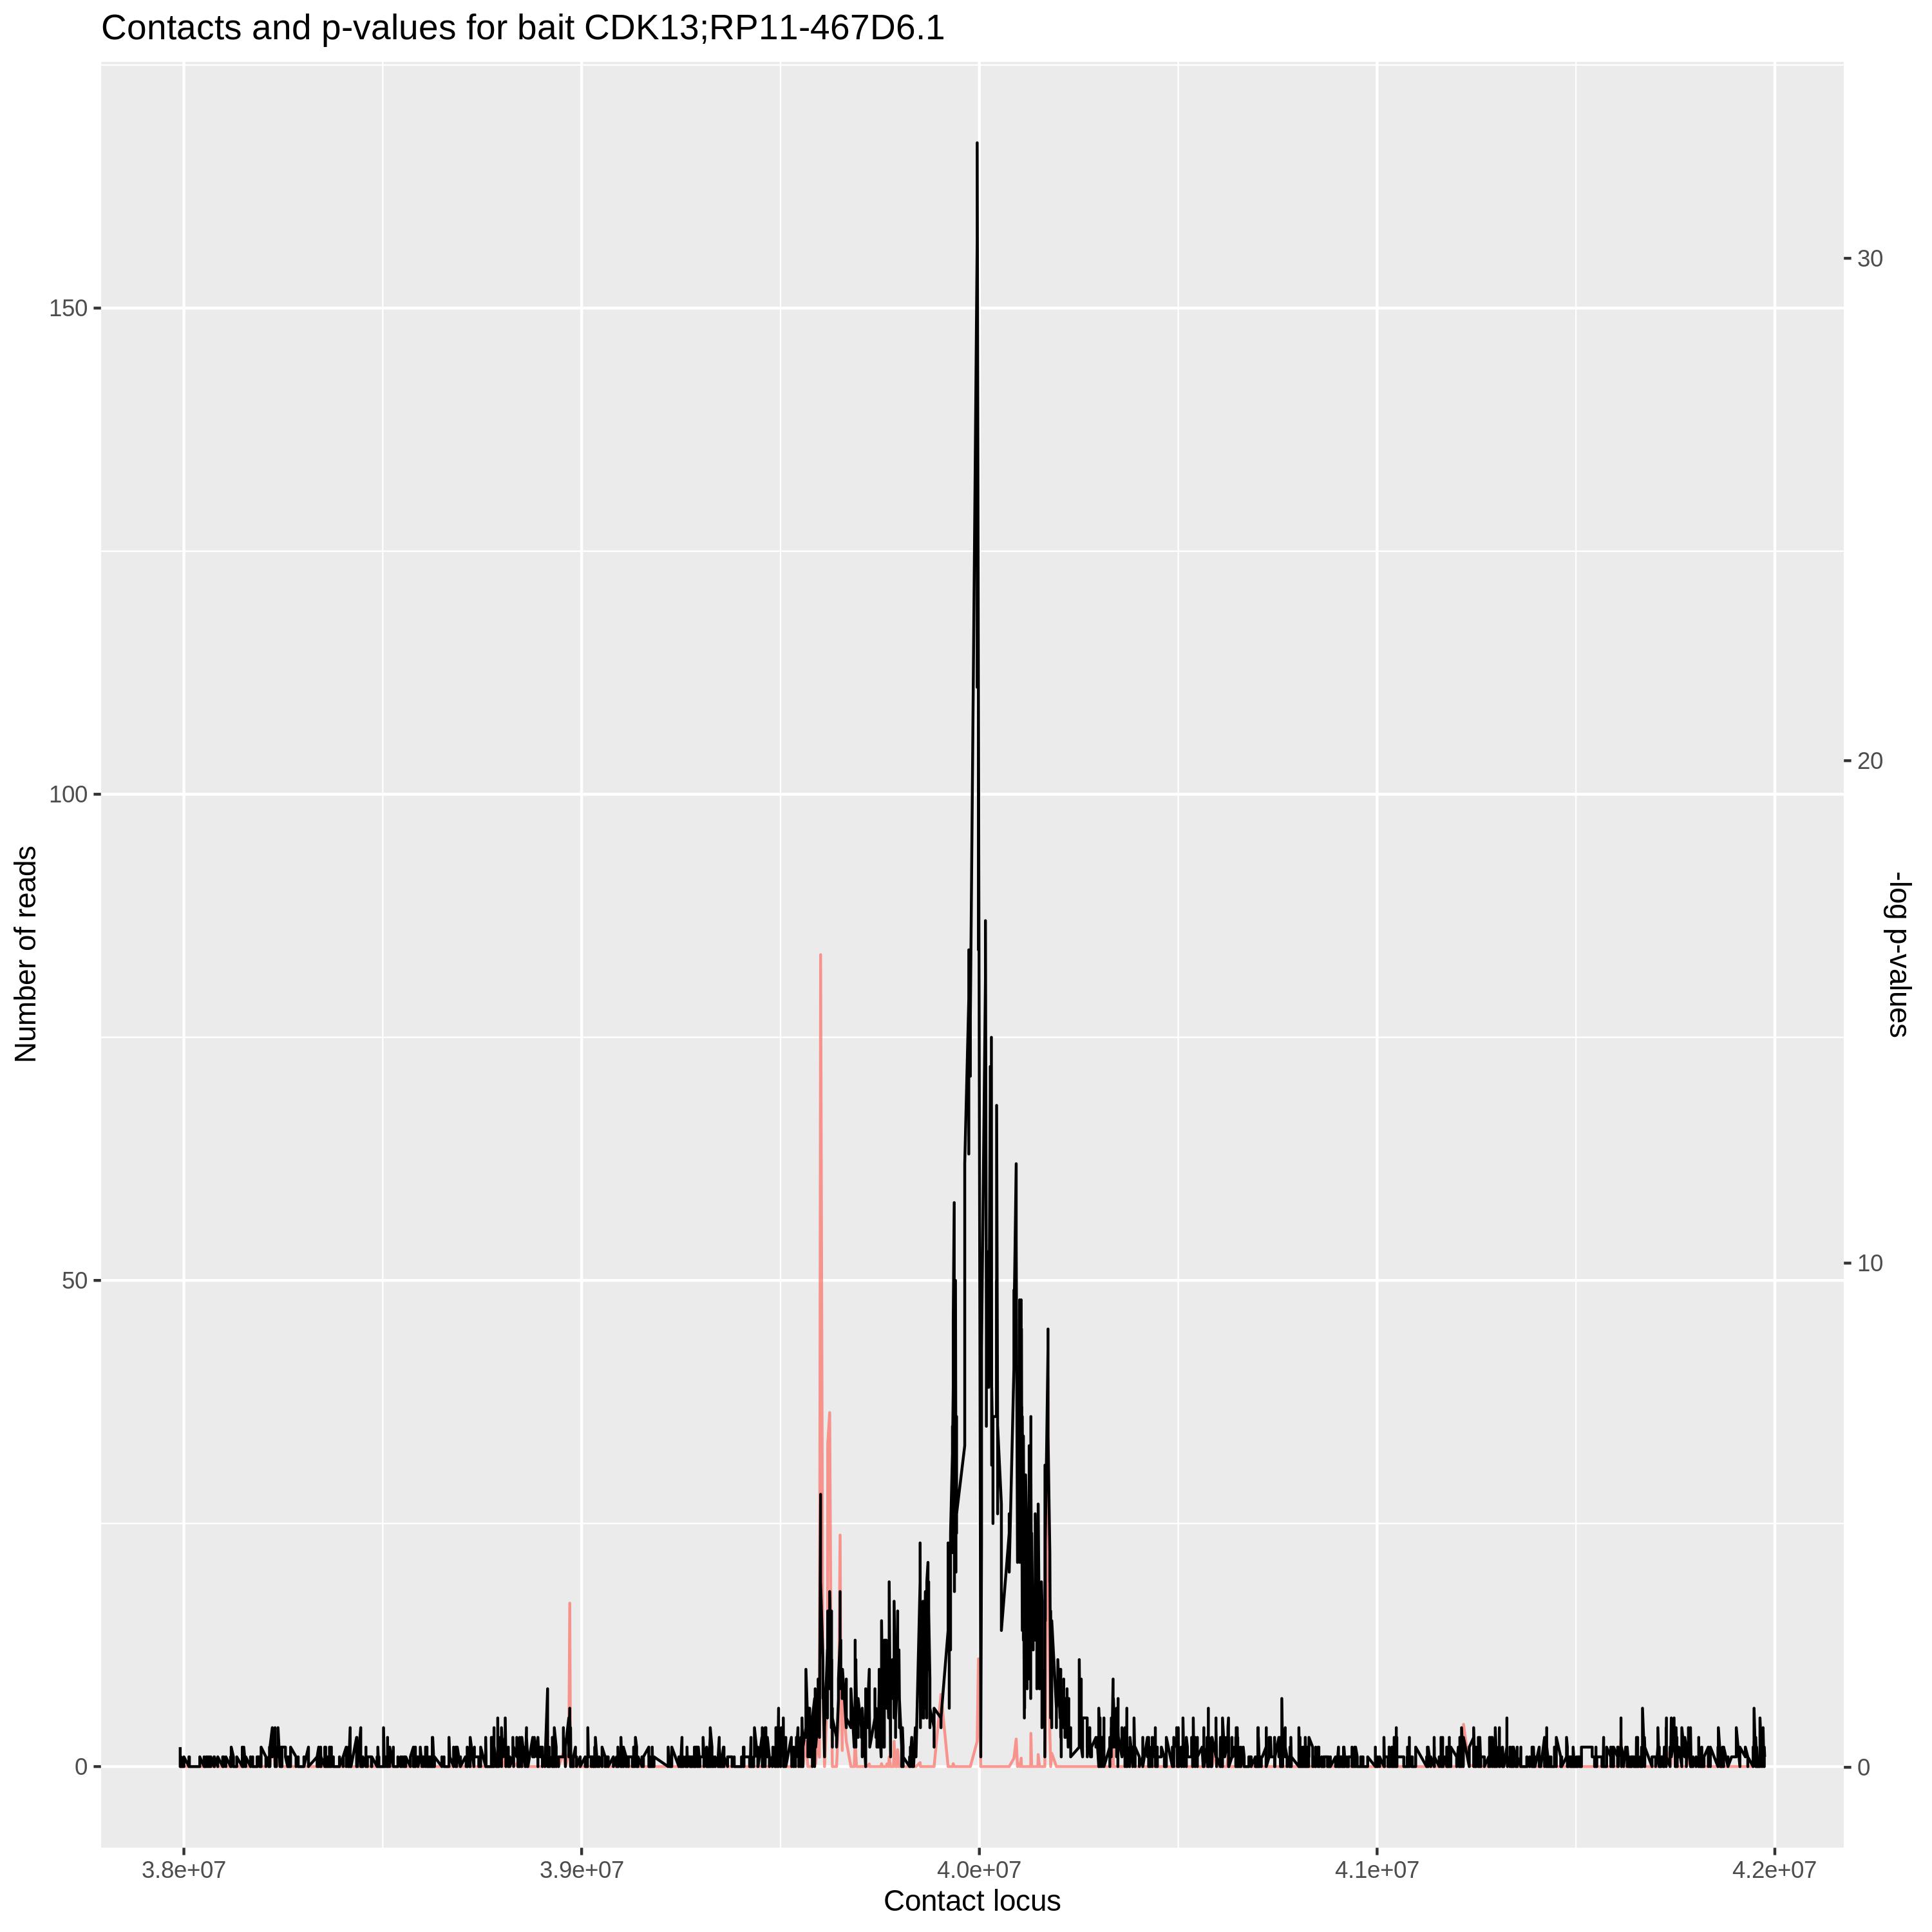 Contacts and p-values for bait CDK13;RP11-467D6.1
Number of reads
150
100
50
0
30
20
10
0
-log p-values
3.8e+07
3.9e+07
4.0e+07
4.1e+07
4.2e+07
Contact locus